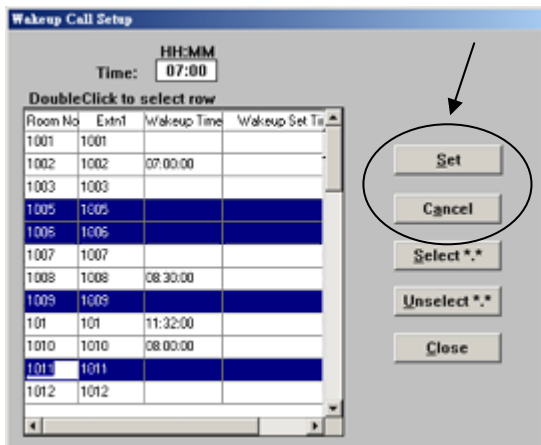 Wakeup Call Setup
HH:MM
Time: 07:00
DoubleClick to select row
Room No Extn1 Wakeup Time Wakeup Set Ti
1001 1001
1002 1002 07:00:00
1003 1003
1005 1005
1006 1006
1007 1007
1008 1008 08:30:00
1009 1009
101 101 11:32:00
1010 1010 08:00:00
1011 1011
1012 1012
Set
Cancel
Select *.*
Unselect *.*
Close